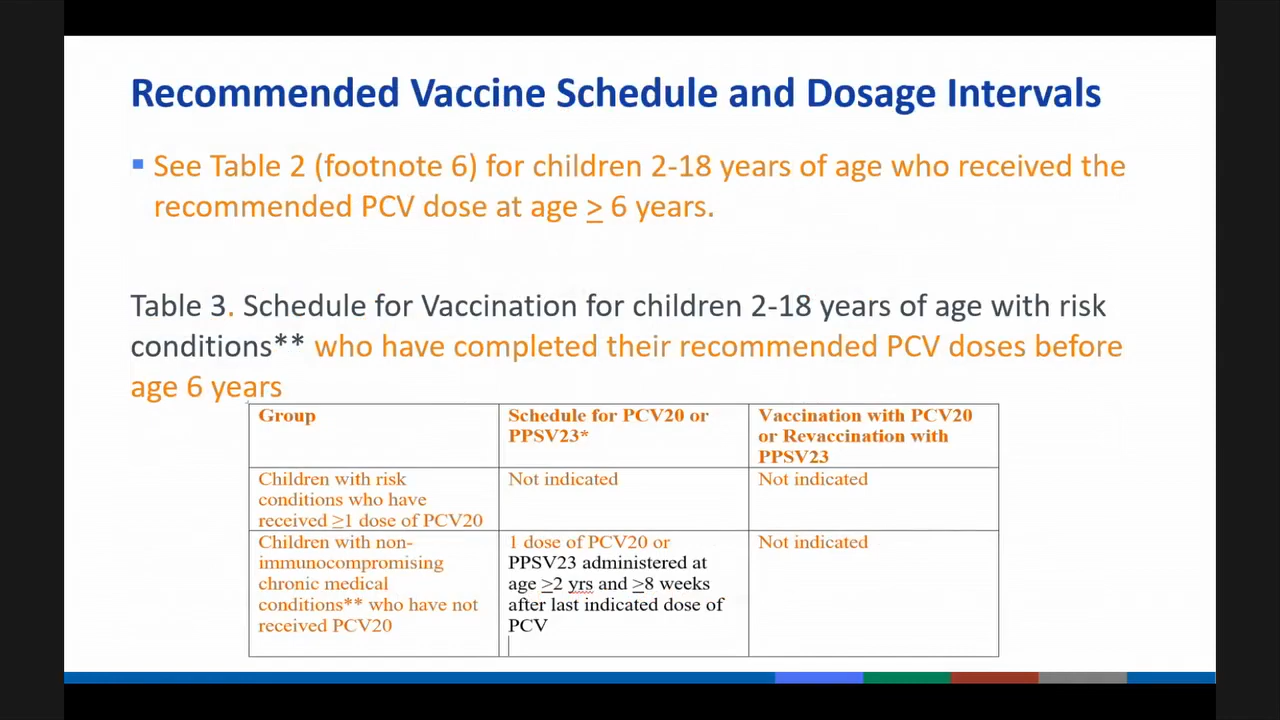 Recommended Vaccine Schedule and Dosage Intervals
See Table 2 (footnote 6) for children 2-18 years of age who received the
recommended PCV dose at age ≥ 6 years.
Table 3. Schedule for Vaccination for children 2-18 years of age with risk
conditions** who have completed their recommended PCV doses before
age 6 years
Group
Schedule for PCV20 or
PPSV23*
Vaccination with PCV20
or Revaccination with
PPSV23
Children with risk
conditions who have
received ≥1 dose of PCV20
Not indicated
Not indicated
Children with non-
immunocompromising
chronic medical
conditions** who have not
received PCV20
1 dose of PCV20 or
PPSV23 administered at
age ≥2 yrs and ≥8 weeks
after last indicated dose of
PCV
Not indicated